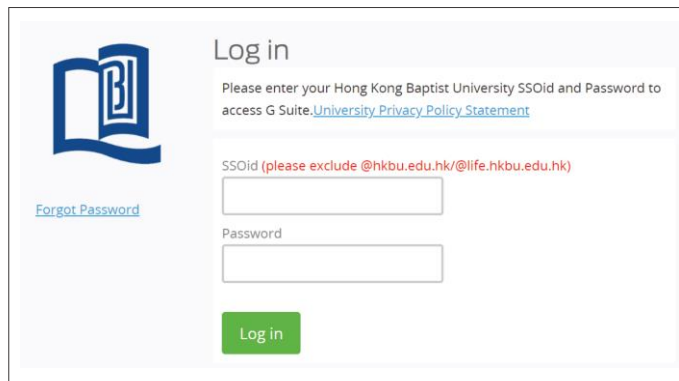 Log in
Please enter your Hong Kong Baptist University SSOid and Password to
access G Suite.University Privacy Policy Statement
SSOid (please exclude @hkbu.edu.hk/@life.hkbu.edu.hk)
Forgot Password
Password
Log in